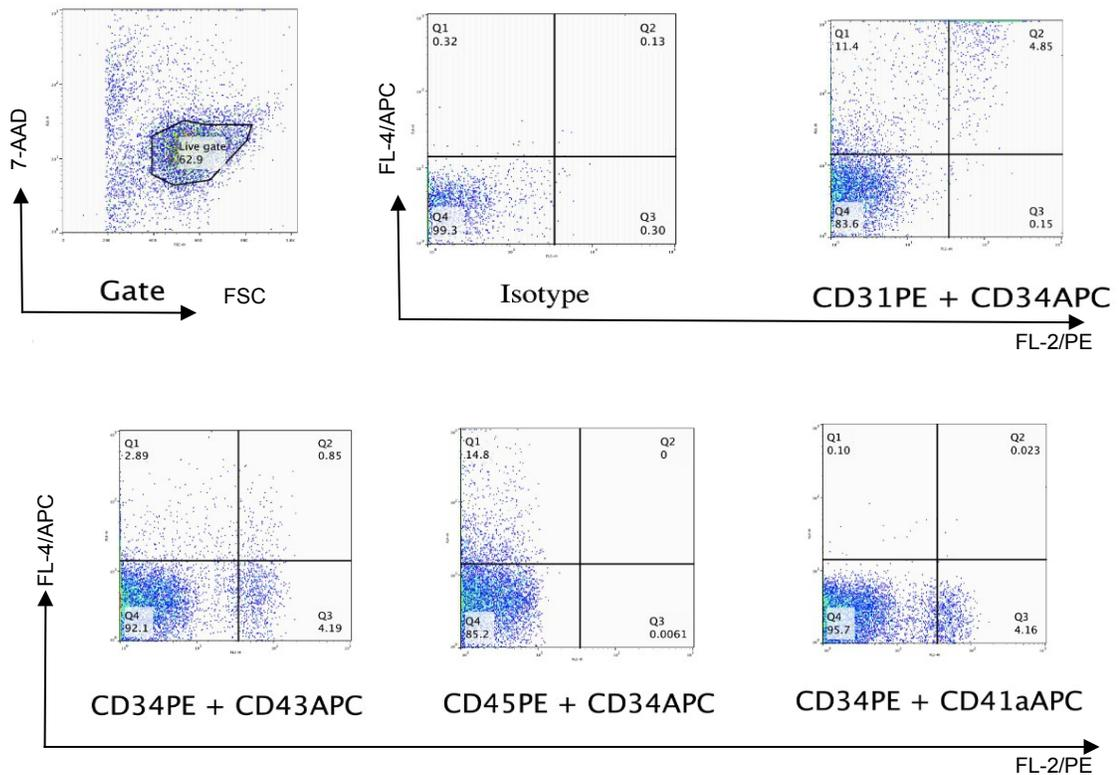 7-AAD
Live gate
62.9
Gate
FSC
FL-4/APC
Q1
0.32
Q2
0.13
Q4
99.3
Q3
0.30
Isotype
Q1
11.4
Q2
4.85
Q4
83.6
Q3
0.15
CD31PE + CD34APC
FL-2/PE
FL-4/APC
Q1
2.89
Q2
0.85
Q4
92.1
Q3
4.19
CD34PE + CD43APC
Q1
14.8
Q2
0
Q4
85.2
Q3
0.0061
CD45PE + CD34APC
Q1
0.10
Q2
0.023
Q4
95.7
Q3
4.16
CD34PE + CD41aAPC
FL-2/PE